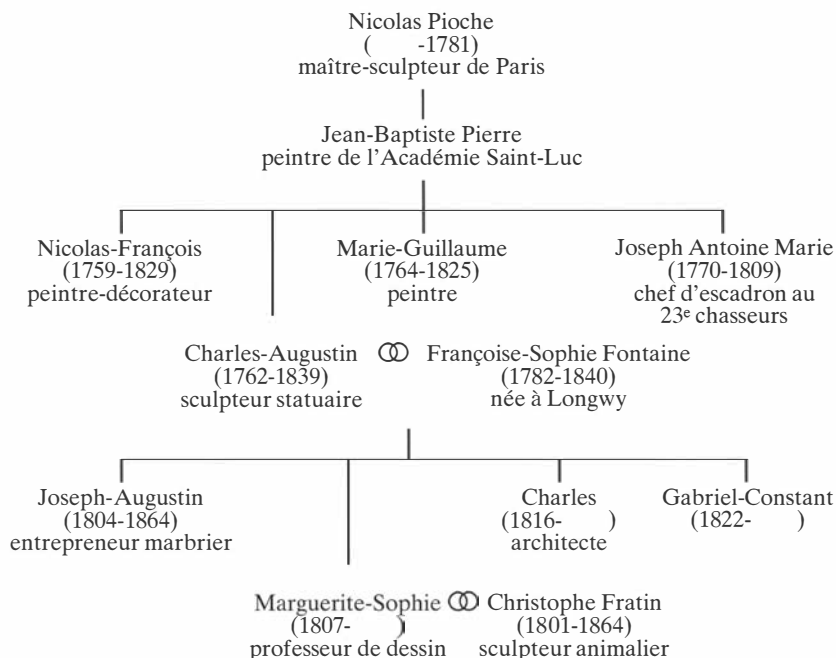 Nicolas Pioche
( -1781)
maître-sculpteur de Paris
Jean-Baptiste Pierre
peintre de l'Académie Saint-Luc
Nicolas-François
(1759-1829)
peintre-décorateur
Marie-Guillaume
(1764-1825)
peintre
Joseph Antoine Marie
(1770-1809)
chef d'escadron au
23e chasseurs
Charles-Augustin
(1762-1839)
sculpteur statuaire
Françoise-Sophie Fontaine
(1782-1840)
née à Longwy
Joseph-Augustin
(1804-1864)
entrepreneur marbrier
Charles
(1816- )
architecte
Gabriel-Constant
(1822- )
Marguerite-Sophie
(1807- )
professeur de dessin
Christophe Fratin
(1801-1864)
sculpteur animalier